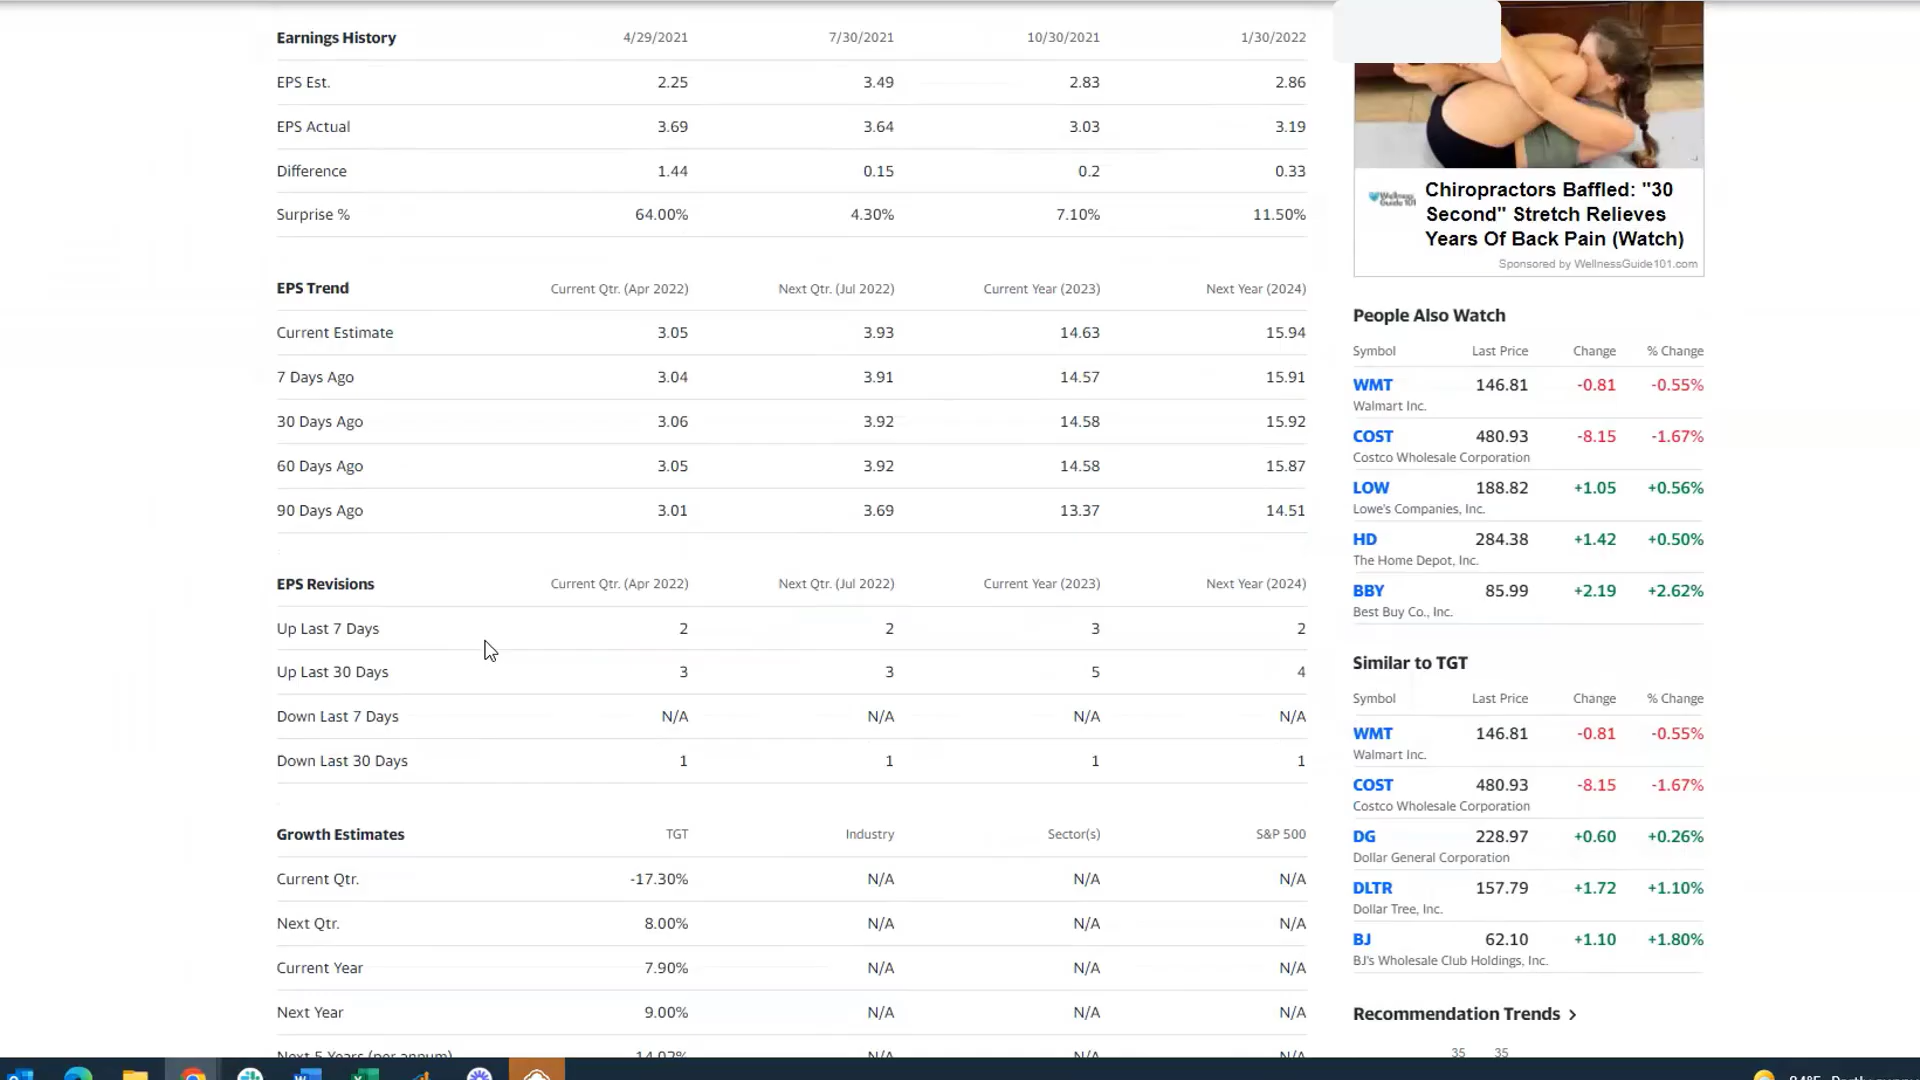 Earnings History 4/29/2021 7/30/2021 10/30/2021 1/30/2022
EPS Est. 2.25 3.49 2.83 2.86
EPS Actual 3.69 3.64 3.03 3.19
Difference 1.44 0.15 0.2 0.33
Surprise % 64.00% 4.30% 7.10% 11.50%
EPS Trend Current Qtr. (Apr 2022) Next Qtr. (Jul 2022) Current Year (2023) Next Year (2024)
Current Estimate 3.05 3.93 14.63 15.94
7 Days Ago 3.04 3.91 14.57 15.91
30 Days Ago 3.06 3.92 14.58 15.92
60 Days Ago 3.05 3.92 14.58 15.87
90 Days Ago 3.01 3.69 13.37 14.51
EPS Revisions Current Qtr. (Apr 2022) Next Qtr. (Jul 2022) Current Year (2023) Next Year (2024)
Up Last 7 Days 2 2 3 2
Up Last 30 Days 3 3 5 4
Down Last 7 Days N/A N/A N/A N/A
Down Last 30 Days 1 1 1 1
Growth Estimates TGT Industry Sector(s) S&P 500
Current Qtr. -17.30% N/A N/A N/A
Next Qtr. 8.00% N/A N/A N/A
Current Year 7.90% N/A N/A N/A
Next Year 9.00% N/A N/A N/A
Next 5 Years (per annum) N/A N/A N/A
Wellness
Guide 101
Chiropractors Baffled: "30
Second" Stretch Relieves
Years Of Back Pain (Watch)
Sponsored by WellnessGuide101.com
People Also Watch
Symbol Last Price Change % Change
WMT 146.81 -0.81 -0.55%
Walmart Inc.
COST 480.93 -8.15 -1.67%
Costco Wholesale Corporation
LOW 188.82 +1.05 +0.56%
Lowe's Companies, Inc.
HD 284.38 +1.42 +0.50%
The Home Depot, Inc.
BBY 85.99 +2.19 +2.62%
Best Buy Co., Inc.
Similar to TGT
Symbol Last Price Change % Change
WMT 146.81 -0.81 -0.55%
Walmart Inc.
COST 480.93 -8.15 -1.67%
Costco Wholesale Corporation
DG 228.97 +0.60 +0.26%
Dollar General Corporation
DLTR 157.79 +1.72 +1.10%
Dollar Tree, Inc.
BJ 62.10 +1.10 +1.80%
BJ's Wholesale Club Holdings, Inc.
Recommendation Trends >
35 35